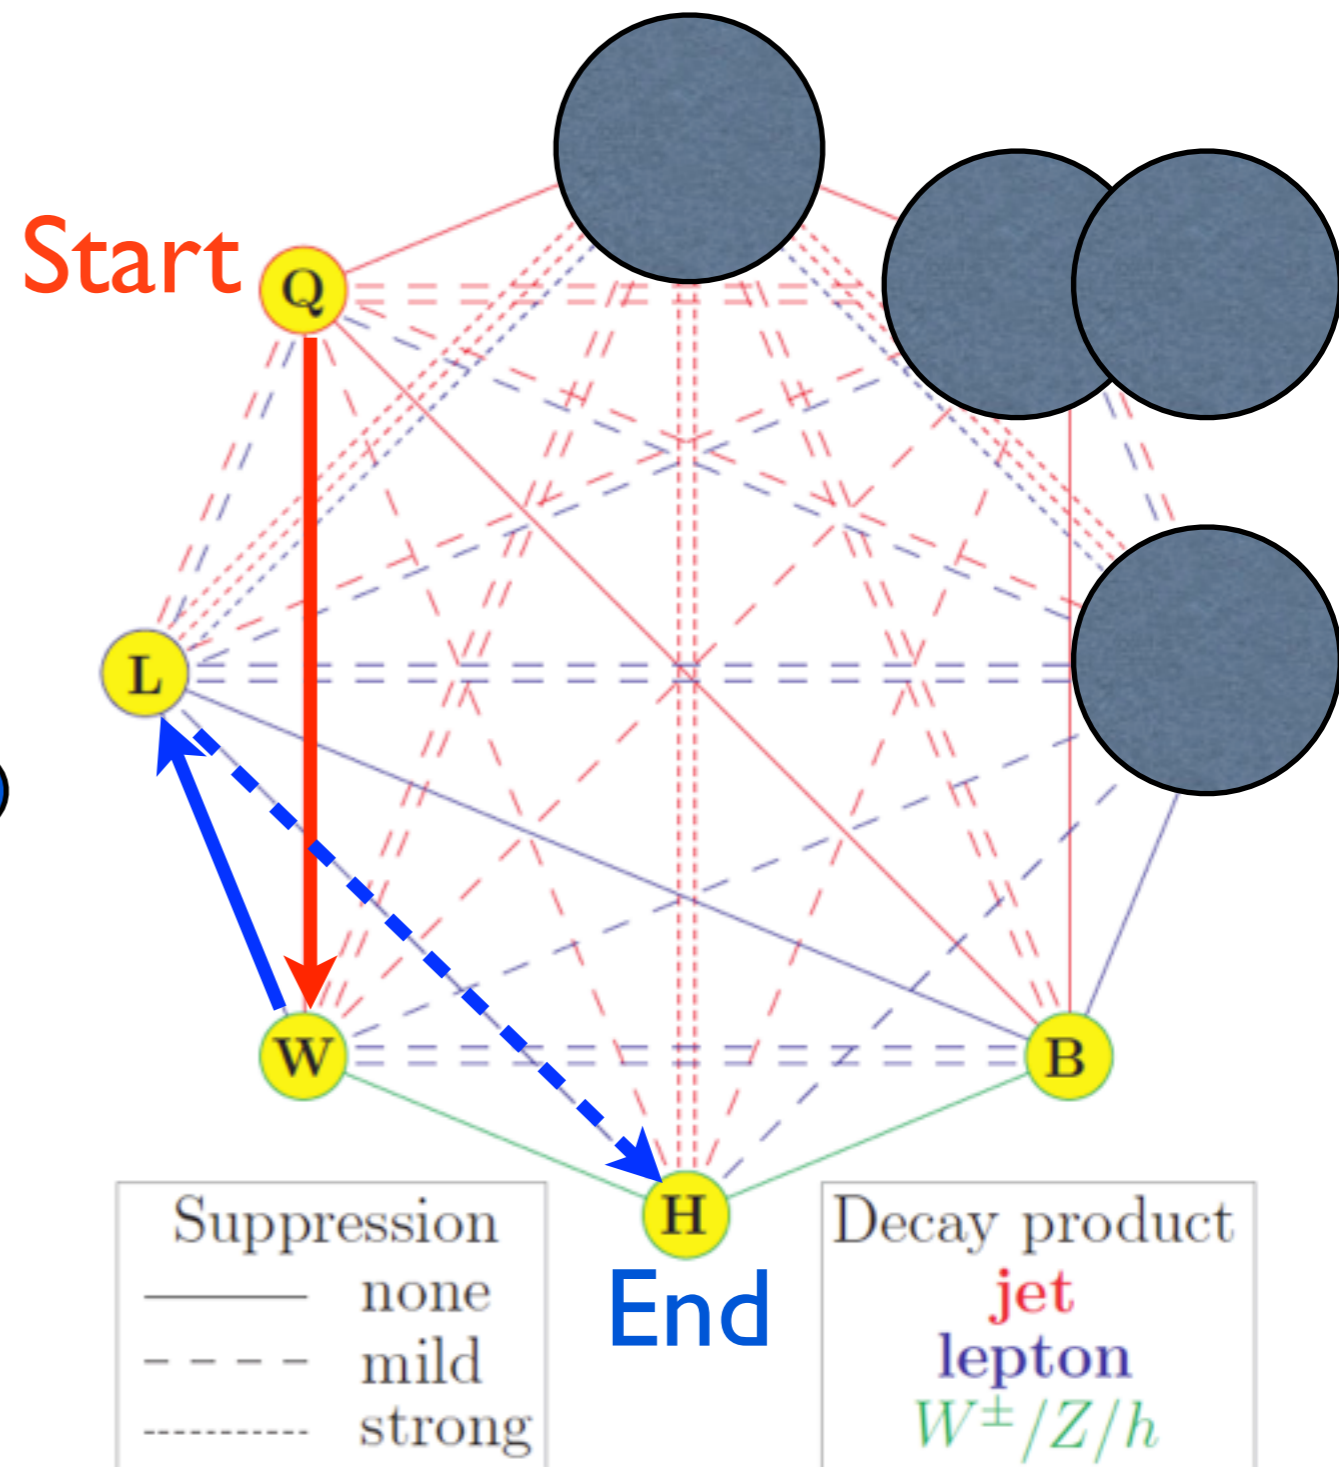 Start
Q
L
W
B
H
End
Suppression
none
mild
strong
Decay product
jet
lepton
W±/Z/h